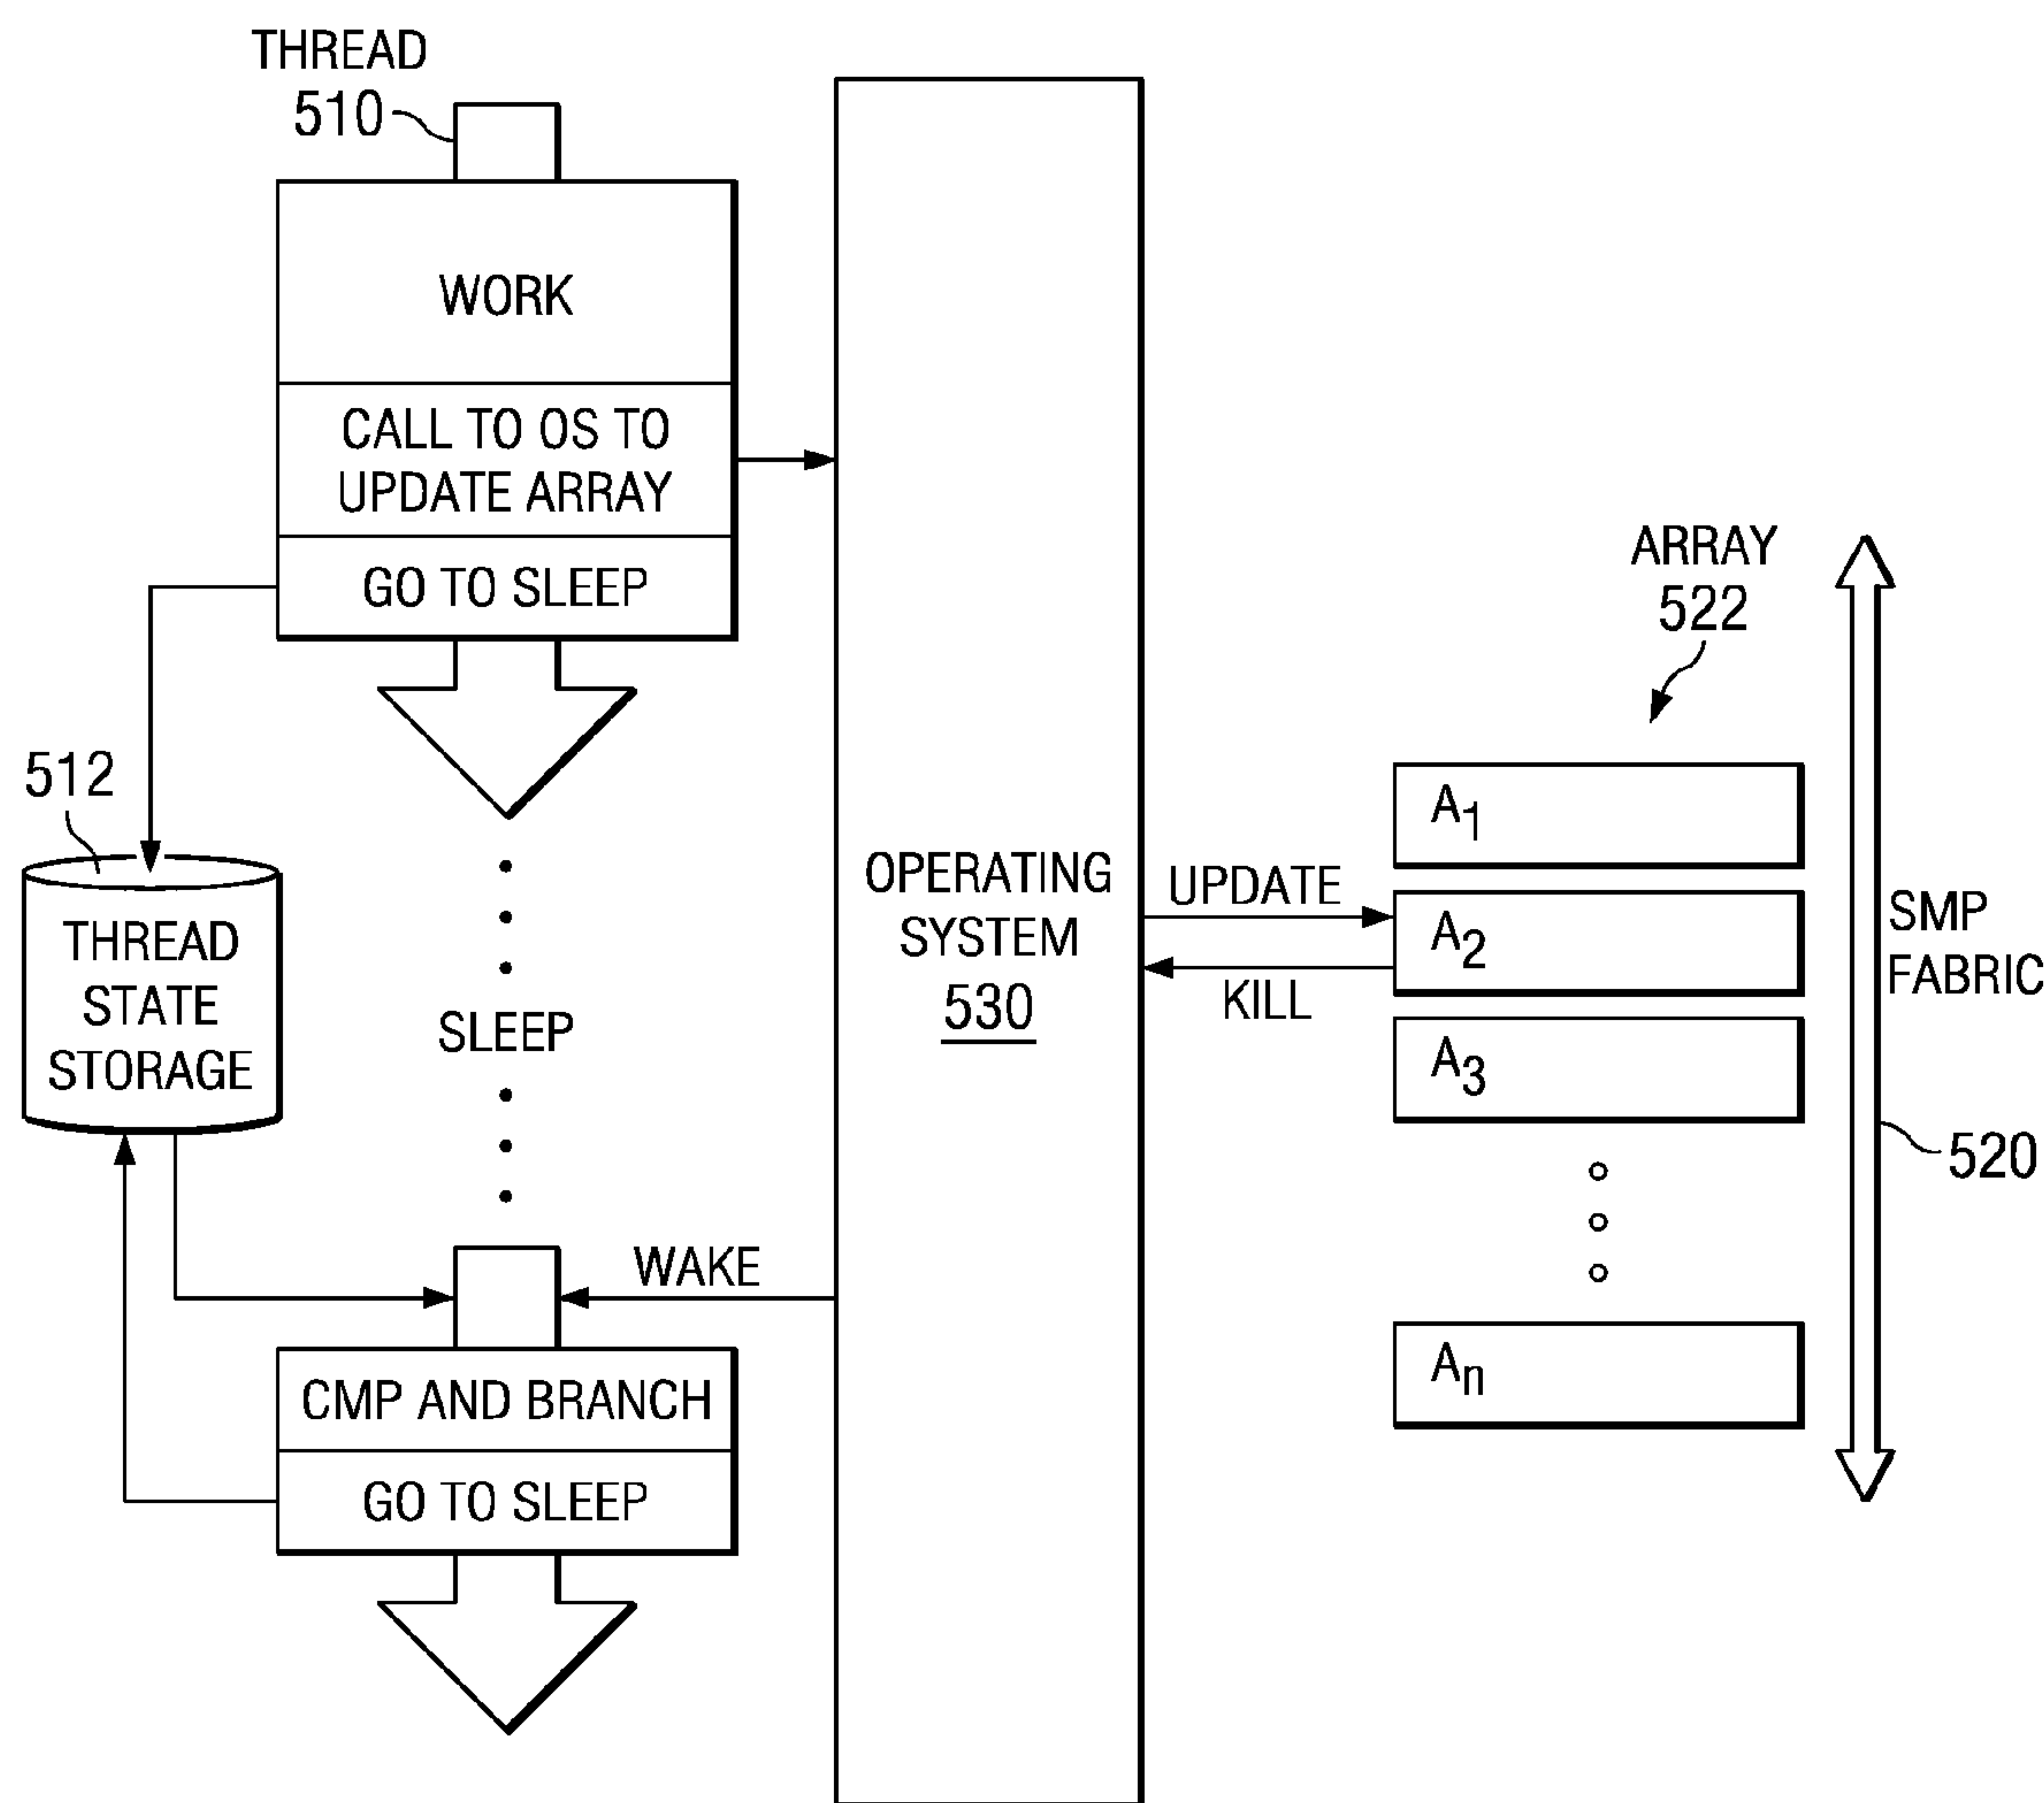 THREAD
510
WORK
CALL TO OS TO
UPDATE ARRAY
GO TO SLEEP
512
THREAD
STATE
STORAGE
SLEEP
WAKE
CMP AND BRANCH
GO TO SLEEP
OPERATING
SYSTEM
530
UPDATE
KILL
ARRAY
522
A1
A2
A3
An
SMP
FABRIC
520